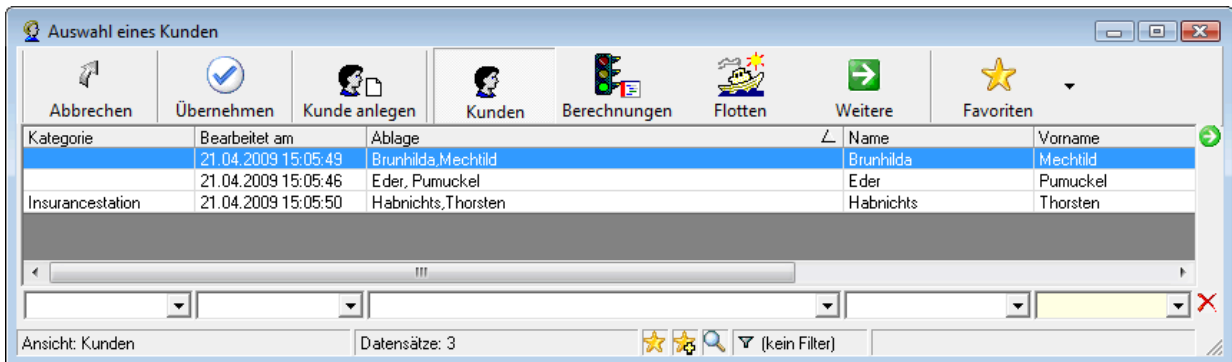 Auswahl eines Kunden
Abbrechen Übernehmen Kunde anlegen Kunden Berechnungen Flotten Weitere Favoriten
Kategorie Bearbeitet am Ablage Name Vorname
21.04.2009 15:05:49 Brunhilda,Mechtild Brunhilda Mechtild
21.04.2009 15:05:46 Eder, Pumuckel Eder Pumuckel
Insurancestation 21.04.2009 15:05:50 Habnichts,Thorsten Habnichts Thorsten
Ansicht: Kunden Datensätze: 3 (kein Filter)